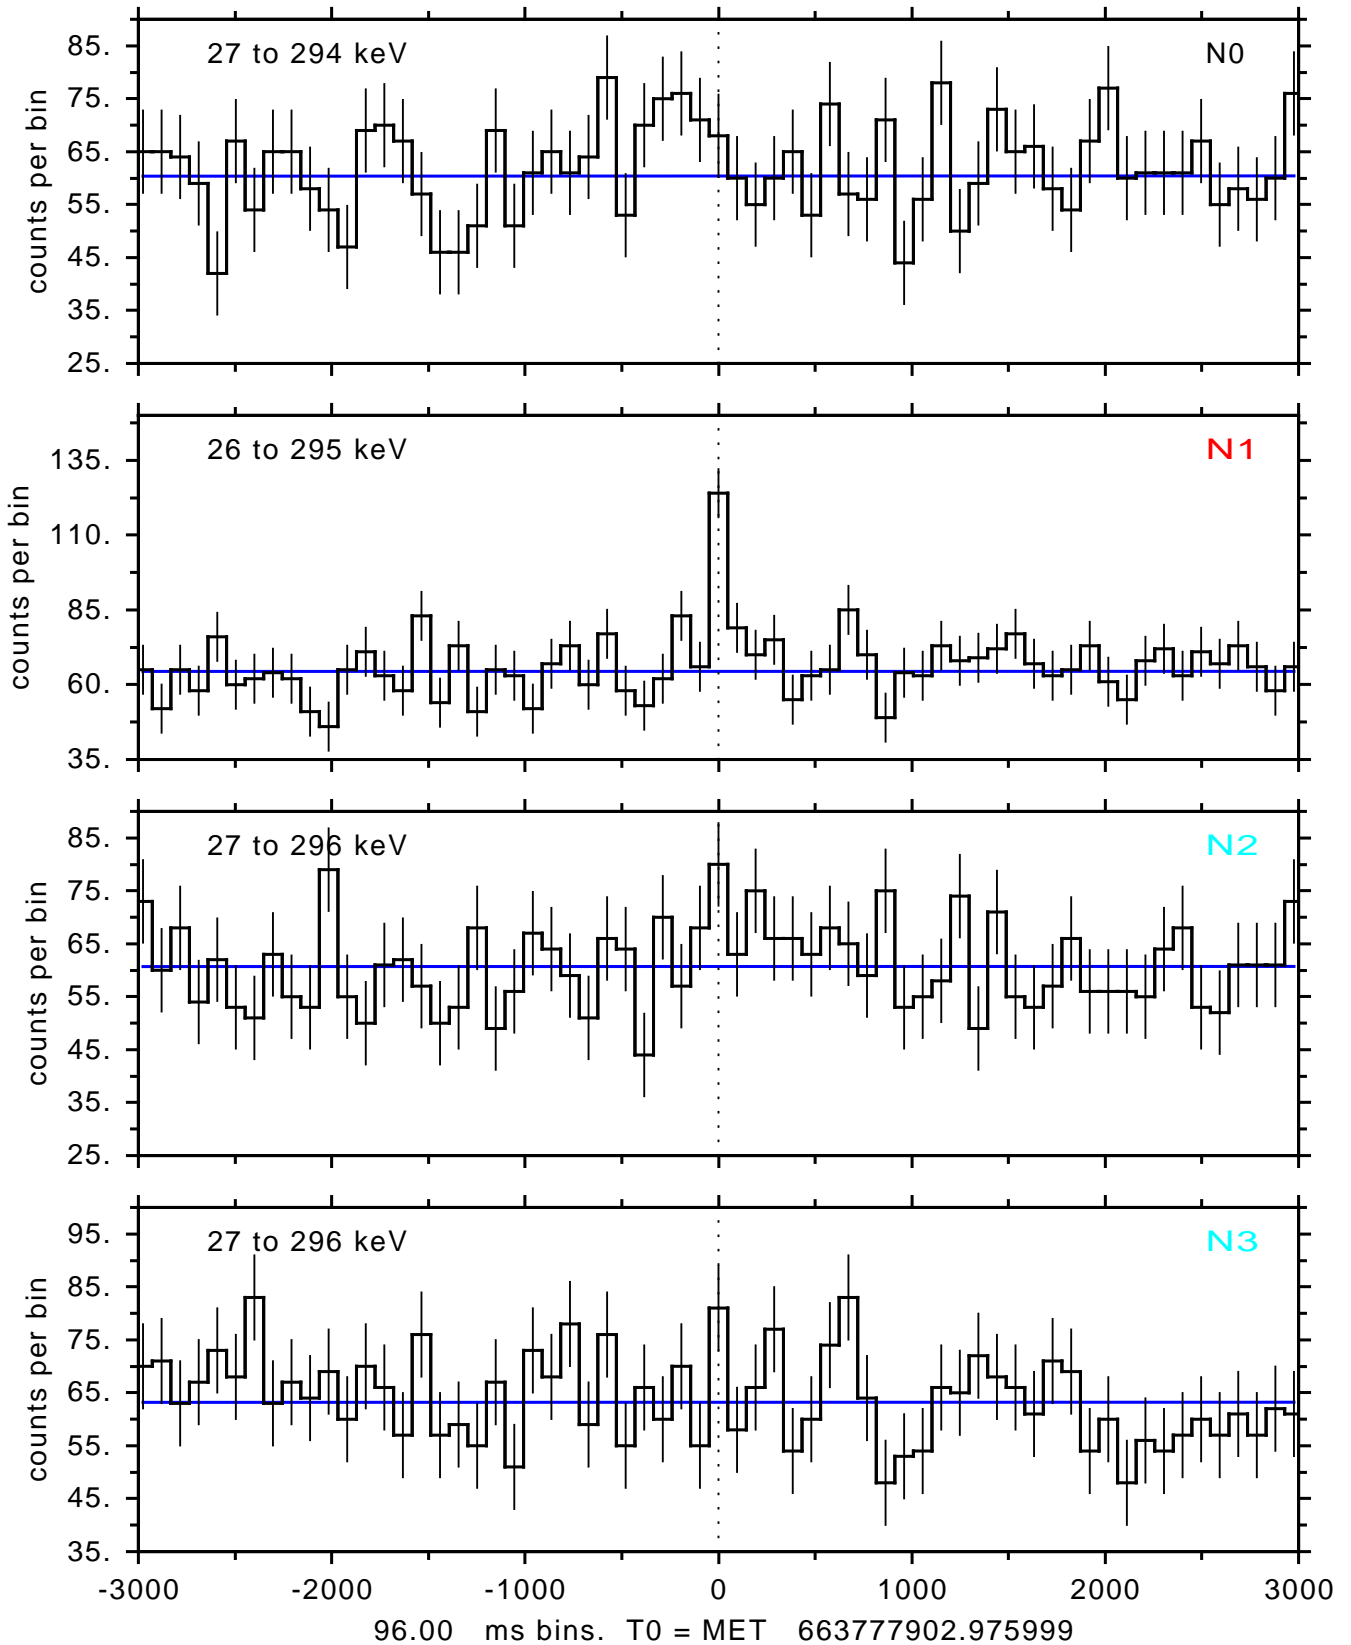 27 to 294 keV N0
85.
75.
65.
55.
45.
35.
25.
counts per bin
26 to 295 keV N1
135.
110.
85.
60.
35.
counts per bin
27 to 296 keV N2
85.
75.
65.
55.
45.
35.
25.
counts per bin
27 to 296 keV N3
95.
85.
75.
65.
55.
45.
35.
counts per bin
-3000 -2000 -1000 0 1000 2000 3000
96.00 ms bins. T0 = MET 663777902.975999